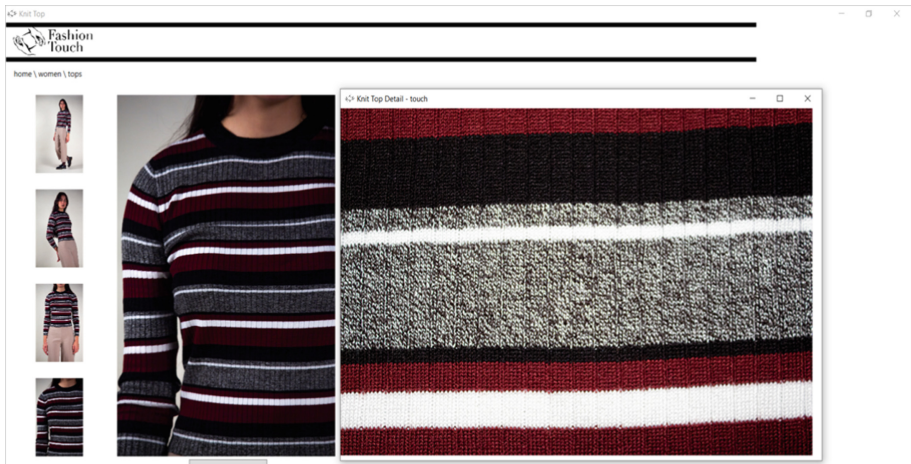 Knit Top
Fashion
Touch
home \ women \ tops
Knit Top Detail - touch